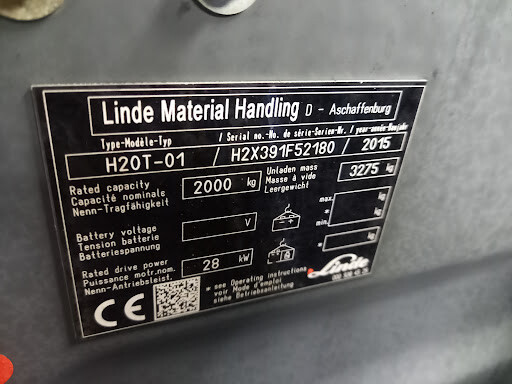 Linde Material Handling D - Aschaffenburg
Type-Modèle-Typ / Serial no.-No. de série-Serien-Nr. / year-année-Baujahr
H20T-01 / H2X391F52180 / 2015
Rated capacity
Capacité nominale
Nenn-Tragfähigkeit
2000 kg
Unladen mass
Masse à vide
Leergewicht
3275 kg
Battery voltage
Tension batterie
Batteriespannung
V
max. kg
* kg
min.
* kg
Rated drive power
Puissance motr.nom.
Nenn-Antriebsleist.
28 kW
* see Operating instructions
voir Mode d'emploi
siehe Betriebsanleitung
CE
Linde